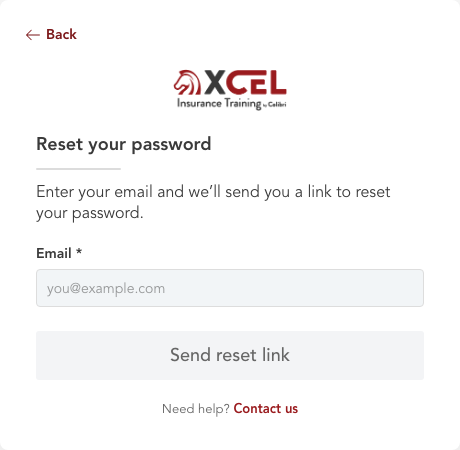 ← Back
XCEL
Insurance Training by Calibri
Reset your password
Enter your email and we’ll send you a link to reset
your password.
Email *
you@example.com
Send reset link
Need help? Contact us